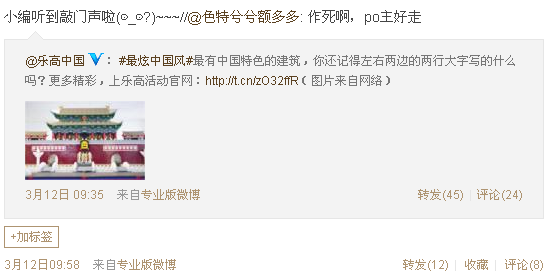 小编听到敲门声啦(⊙_⊙?)~~~//@色特兮兮额多多: 作死啊，po主好走
@乐高中国 ： #最炫中国风#最有中国特色的建筑，你还记得左右两边的两行大字写的什么
吗？更多精彩，上乐高活动官网：http://t.cn/zO32ffR（图片来自网络）
3月12日 09:35 来自专业版微博 转发(45) 评论(24)
+加标签
3月12日09:58 来自专业版微博 转发(12) 收藏 评论(8)